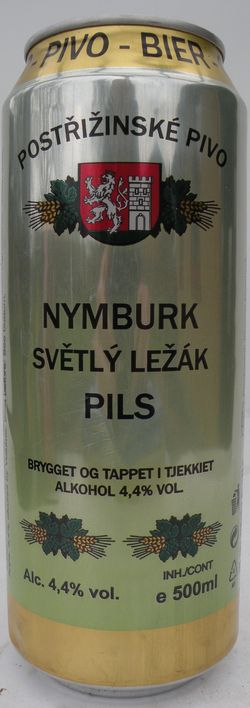 PIVO - BIER -
POSTŘIŽINSKÉ PIVO
NYMBURK
SVĚTLÝ LEŽÁK
PILS
BRYGGET OG TAPPET I TJEKKIET
ALKOHOL 4,4% VOL.
INH./CONT
Alc. 4,4% vol. e 500ml